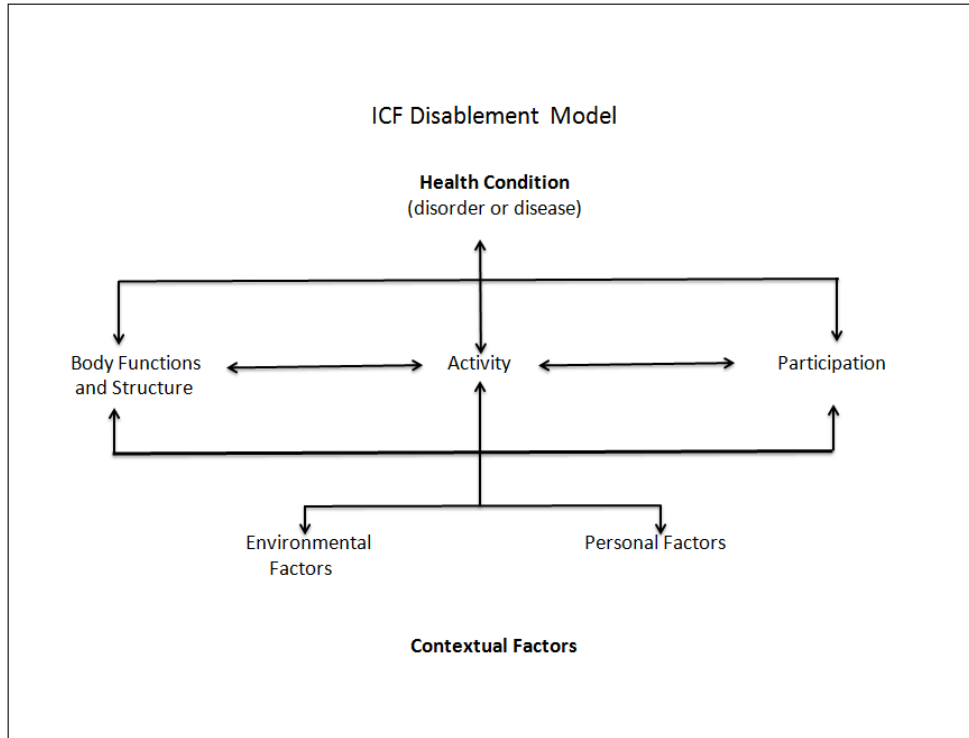 ICF Disablement Model
Health Condition
(disorder or disease)
Body Functions
and Structure
Activity
Participation
Environmental
Factors
Personal Factors
Contextual Factors